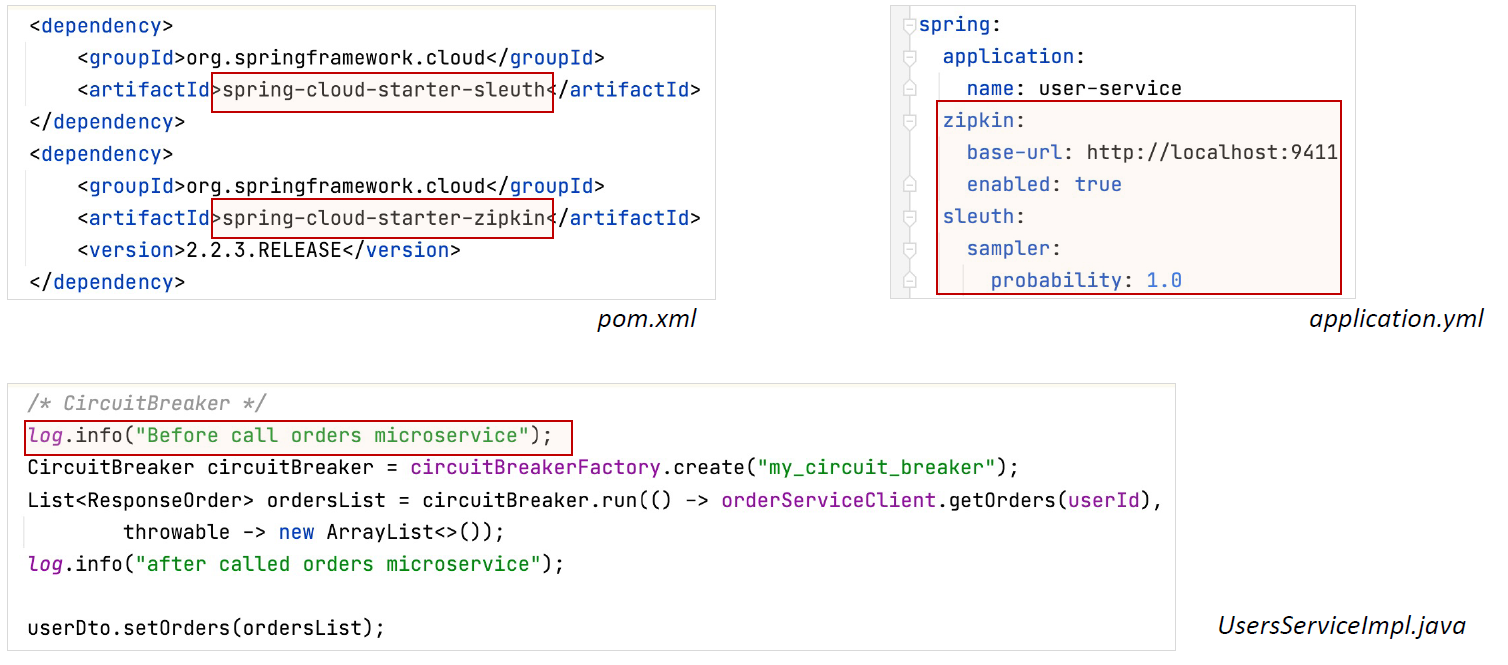 <dependency>
<groupId>org.springframework.cloud</groupId>
<artifactId>spring-cloud-starter-sleuth</artifactId>
</dependency>
<dependency>
<groupId>org.springframework.cloud</groupId>
<artifactId>spring-cloud-starter-zipkin</artifactId>
<version>2.2.3.RELEASE</version>
</dependency>
pom.xml
spring:
application:
name: user-service
zipkin:
base-url: http://localhost:9411
enabled: true
sleuth:
sampler:
probability: 1.0
application.yml
/* CircuitBreaker */
log.info("Before call orders microservice");
CircuitBreaker circuitBreaker = circuitBreakerFactory.create("my_circuit_breaker");
List<ResponseOrder> ordersList = circuitBreaker.run(() -> orderServiceClient.getOrders(userId),
throwable -> new ArrayList<>());
log.info("after called orders microservice");
userDto.setOrders(ordersList);
UsersServiceImpl.java